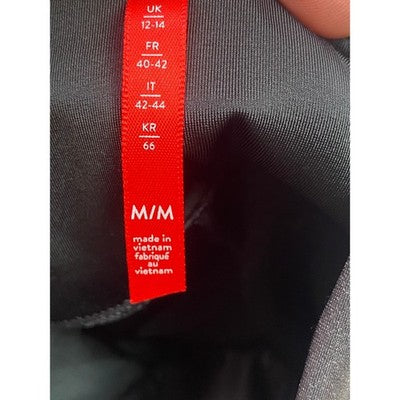 UK
12-14
FR
40-42
IT
42-44
KR
66
M/M
made in
vietnam
fabriqué
au
vietnam